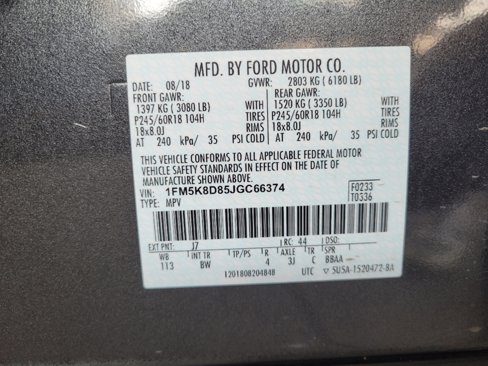 MFD. BY FORD MOTOR CO.
DATE: 08/18 GVWR: 2803 KG ( 6180 LB)
FRONT GAWR: REAR GAWR:
1397 KG ( 3080 LB) WITH 1520 KG ( 3350 LB) WITH
P245/60R18 104H TIRES P245/60R18 104H TIRES
18x8.0J RIMS 18x8.0J RIMS
AT 240 kPa/ 35 PSI COLD AT 240 kPa/ 35 PSI COLD
THIS VEHICLE CONFORMS TO ALL APPLICABLE FEDERAL MOTOR
VEHICLE SAFETY STANDARDS IN EFFECT ON THE DATE OF
MANUFACTURE SHOWN ABOVE.
VIN: 1FM5K8D85JGC66374 F0233
TYPE: MPV T0536
EXT PNT: J7 RC: 44 DSO:
WB INT TR TP/PS R AXLE TR SPR
113 BW 4 3J C BBAA
1201808204848 UTC ▽ 5U5A-1520472-BA